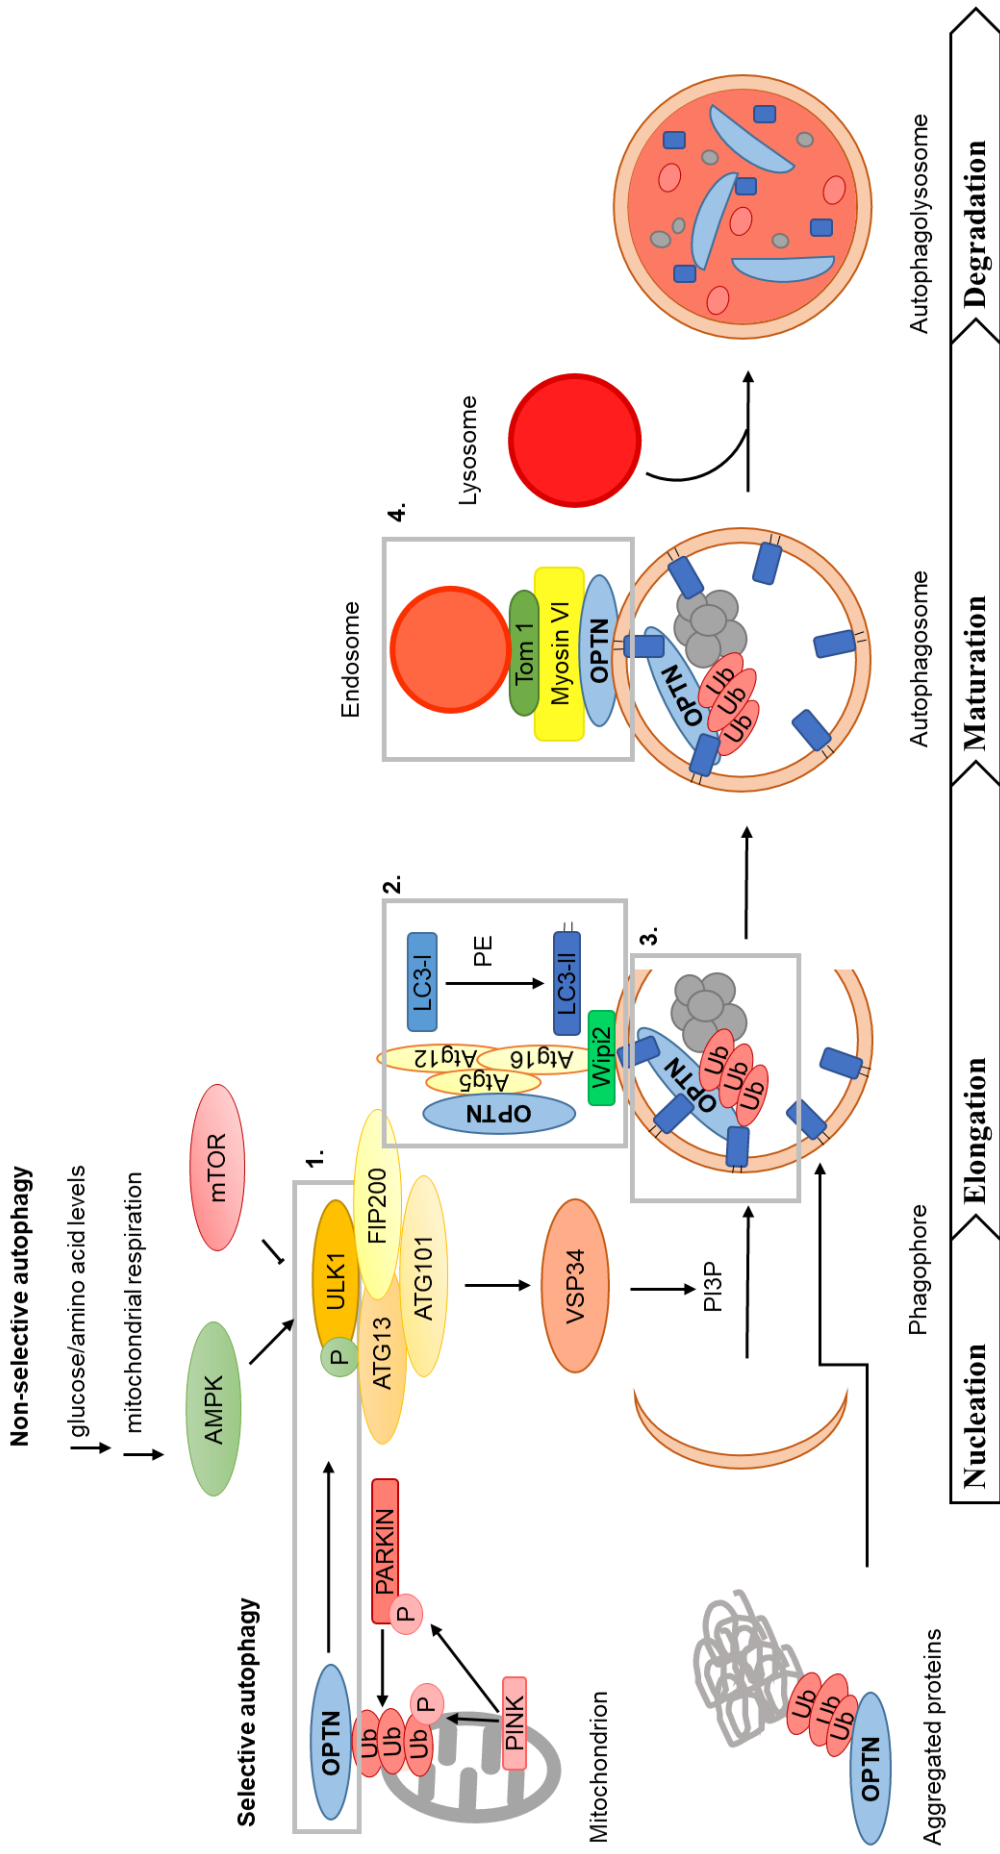 Non-selective autophagy
glucose/amino acid levels
mitochondrial respiration
AMPK
mTOR
Selective autophagy
1.
OPTN
ULK1
P
FIP200
ATG13
ATG101
Ub
Ub
Ub
P
PARKIN
P
PINK
Mitochondrion
VSP34
PI3P
2.
LC3-I
PE
LC3-II
Atg12
Atg5
Atg16
OPTN
Wipi2
3.
OPTN
Ub
Ub
Ub
Endosome
4.
Tom 1
Myosin VI
OPTN
OPTN
Ub
Ub
Ub
Lysosome
Ub
Ub
Ub
OPTN
Aggregated proteins
Phagophore
Autophagosome
Autophagolysosome
Nucleation
Elongation
Maturation
Degradation